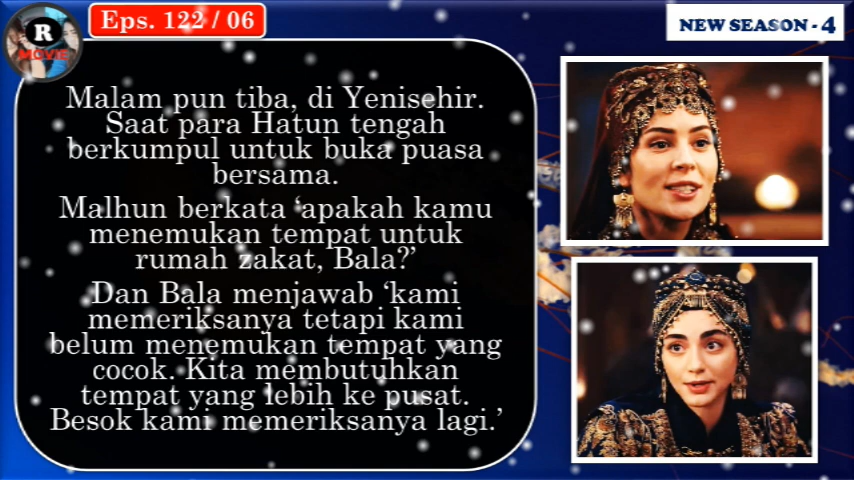 R
MOVIE
Eps. 122 / 06
NEW SEASON - 4
Malam pun tiba, di Yenisehir.
Saat para Hatun tengah
berkumpul untuk buka puasa
bersama.
Malhun berkata ‘apakah kamu
menemukan tempat untuk
rumah zakat, Bala?’
Dan Bala menjawab ‘kami
memeriksanya tetapi kami
belum menemukan tempat yang
cocok. Kita membutuhkan
tempat yang lebih ke pusat.
Besok kami memeriksanya lagi.’